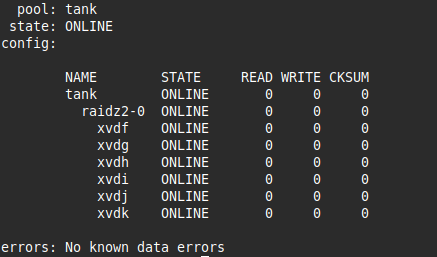 pool: tank
state: ONLINE
config:
NAME STATE READ WRITE CKSUM
tank ONLINE 0 0 0
raidz2-0 ONLINE 0 0 0
xvdf ONLINE 0 0 0
xvdg ONLINE 0 0 0
xvdh ONLINE 0 0 0
xvdi ONLINE 0 0 0
xvdj ONLINE 0 0 0
xvdk ONLINE 0 0 0
errors: No known data errors